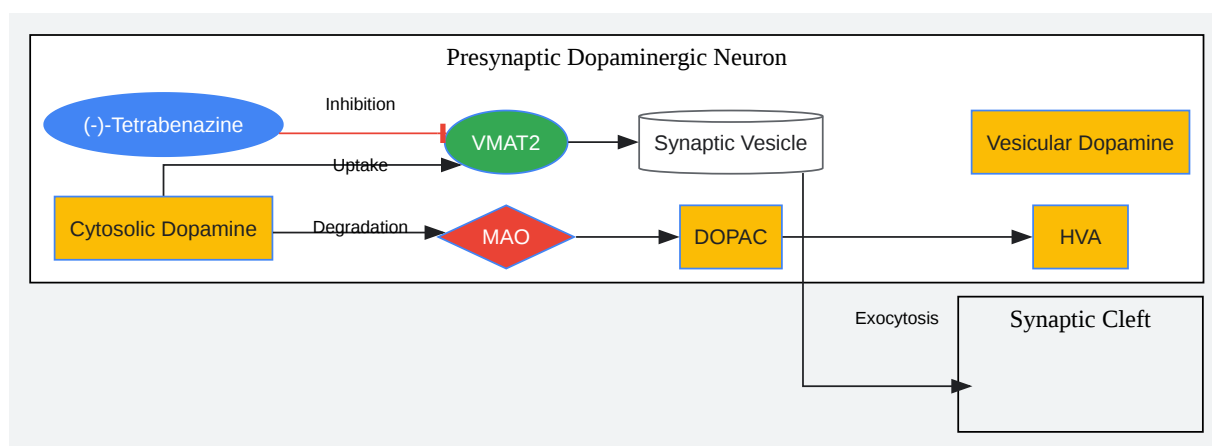 Presynaptic Dopaminergic Neuron
Inhibition
(-)-Tetrabenazine
VMAT2
Synaptic Vesicle
Vesicular Dopamine
Uptake
Cytosolic Dopamine
Degradation
MAO
DOPAC
HVA
Exocytosis
Synaptic Cleft